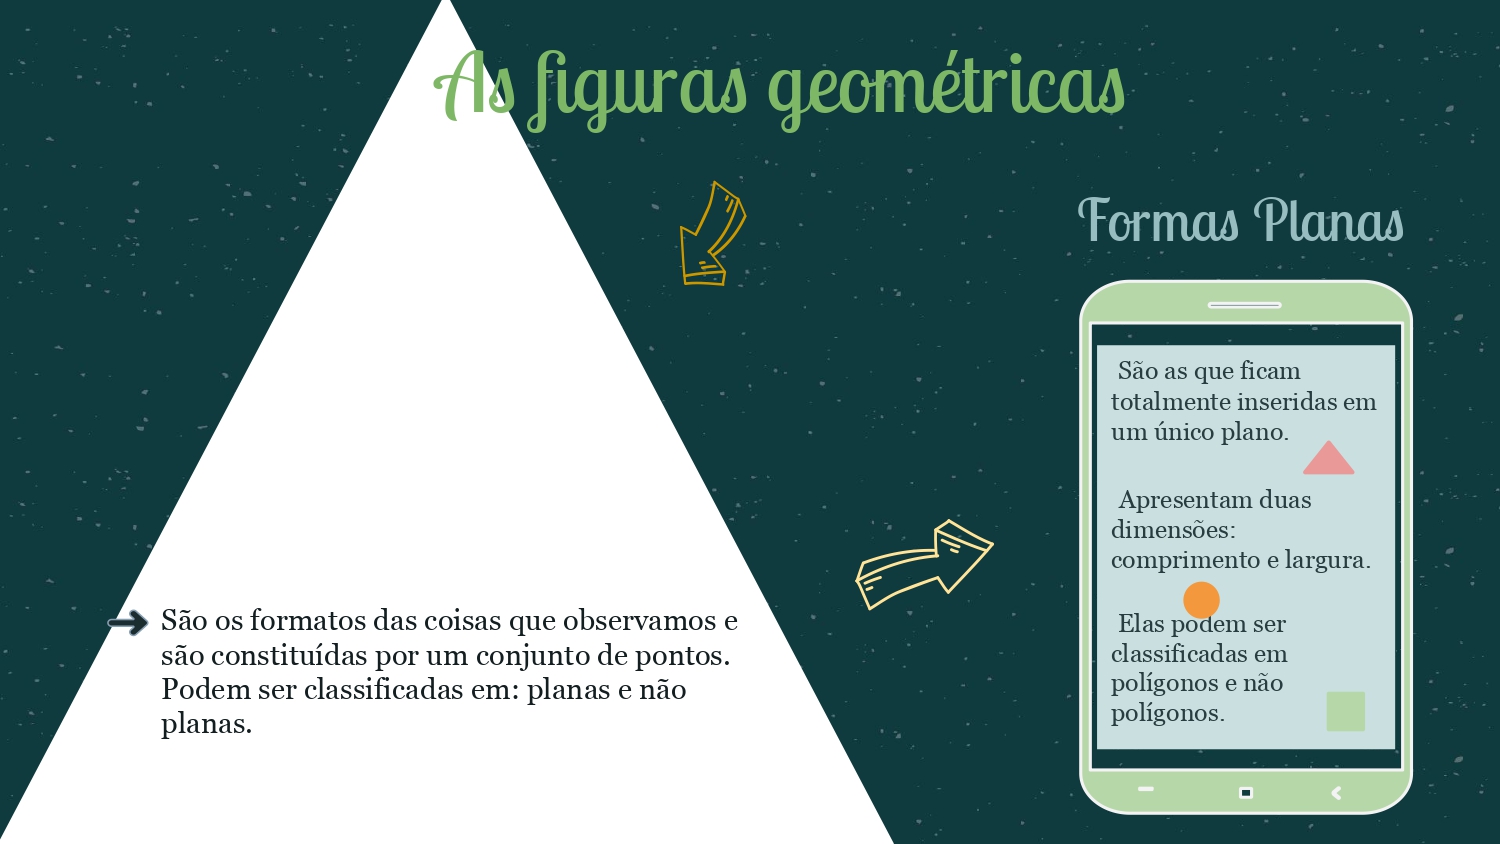 As figuras geométricas
São os formatos das coisas que observamos e
são constituídas por um conjunto de pontos.
Podem ser classificadas em: planas e não
planas.
Formas Planas
São as que ficam
totalmente inseridas em
um único plano.
Apresentam duas
dimensões:
comprimento e largura.
Elas podem ser
classificadas em
polígonos e não
polígonos.